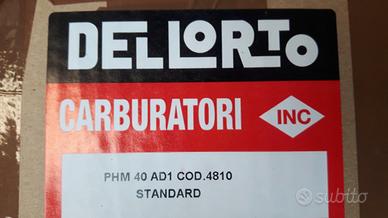 DELLORTO
CARBURATORI INC
PHM 40 AD1 COD.4810
STANDARD
subito